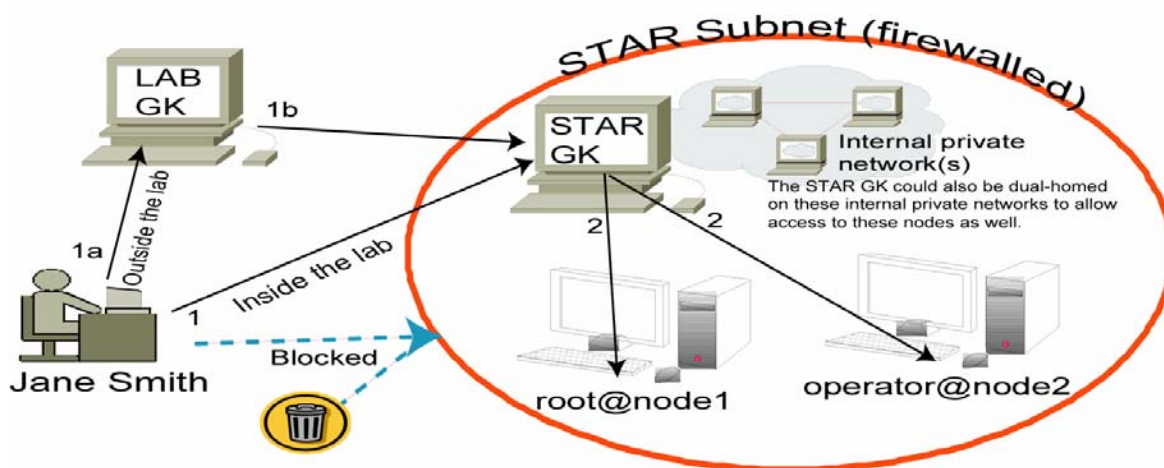 STAR Subnet (firewalled)
LAB
GK
1b
STAR
GK
Internal private
network(s)
The STAR GK could also be dual-homed
on these internal private networks to allow
access to these nodes as well.
1a
Outside the lab
2
2
Inside the lab
1
Blocked
Jane Smith
root@node1
operator@node2